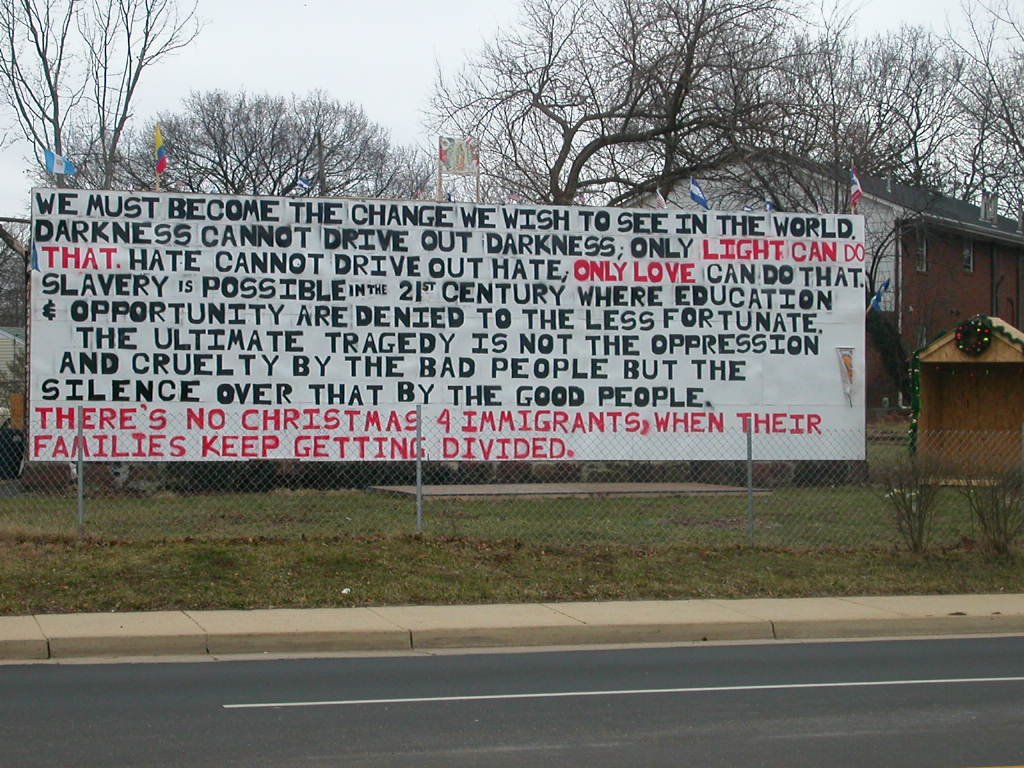 WE MUST BECOME THE CHANGE WE WISH TO SEE IN THE WORLD.
DARKNESS CANNOT DRIVE OUT DARKNESS; ONLY LIGHT CAN DO
THAT. HATE CANNOT DRIVE OUT HATE, ONLY LOVE CAN DO THAT.
SLAVERY IS POSSIBLE IN THE 21ST CENTURY WHERE EDUCATION
& OPPORTUNITY ARE DENIED TO THE LESS FORTUNATE.
THE ULTIMATE TRAGEDY IS NOT THE OPPRESSION
AND CRUELTY BY THE BAD PEOPLE BUT THE
SILENCE OVER THAT BY THE GOOD PEOPLE.
THERE'S NO CHRISTMAS 4 IMMIGRANTS, WHEN THEIR
FAMILIES KEEP GETTING DIVIDED.